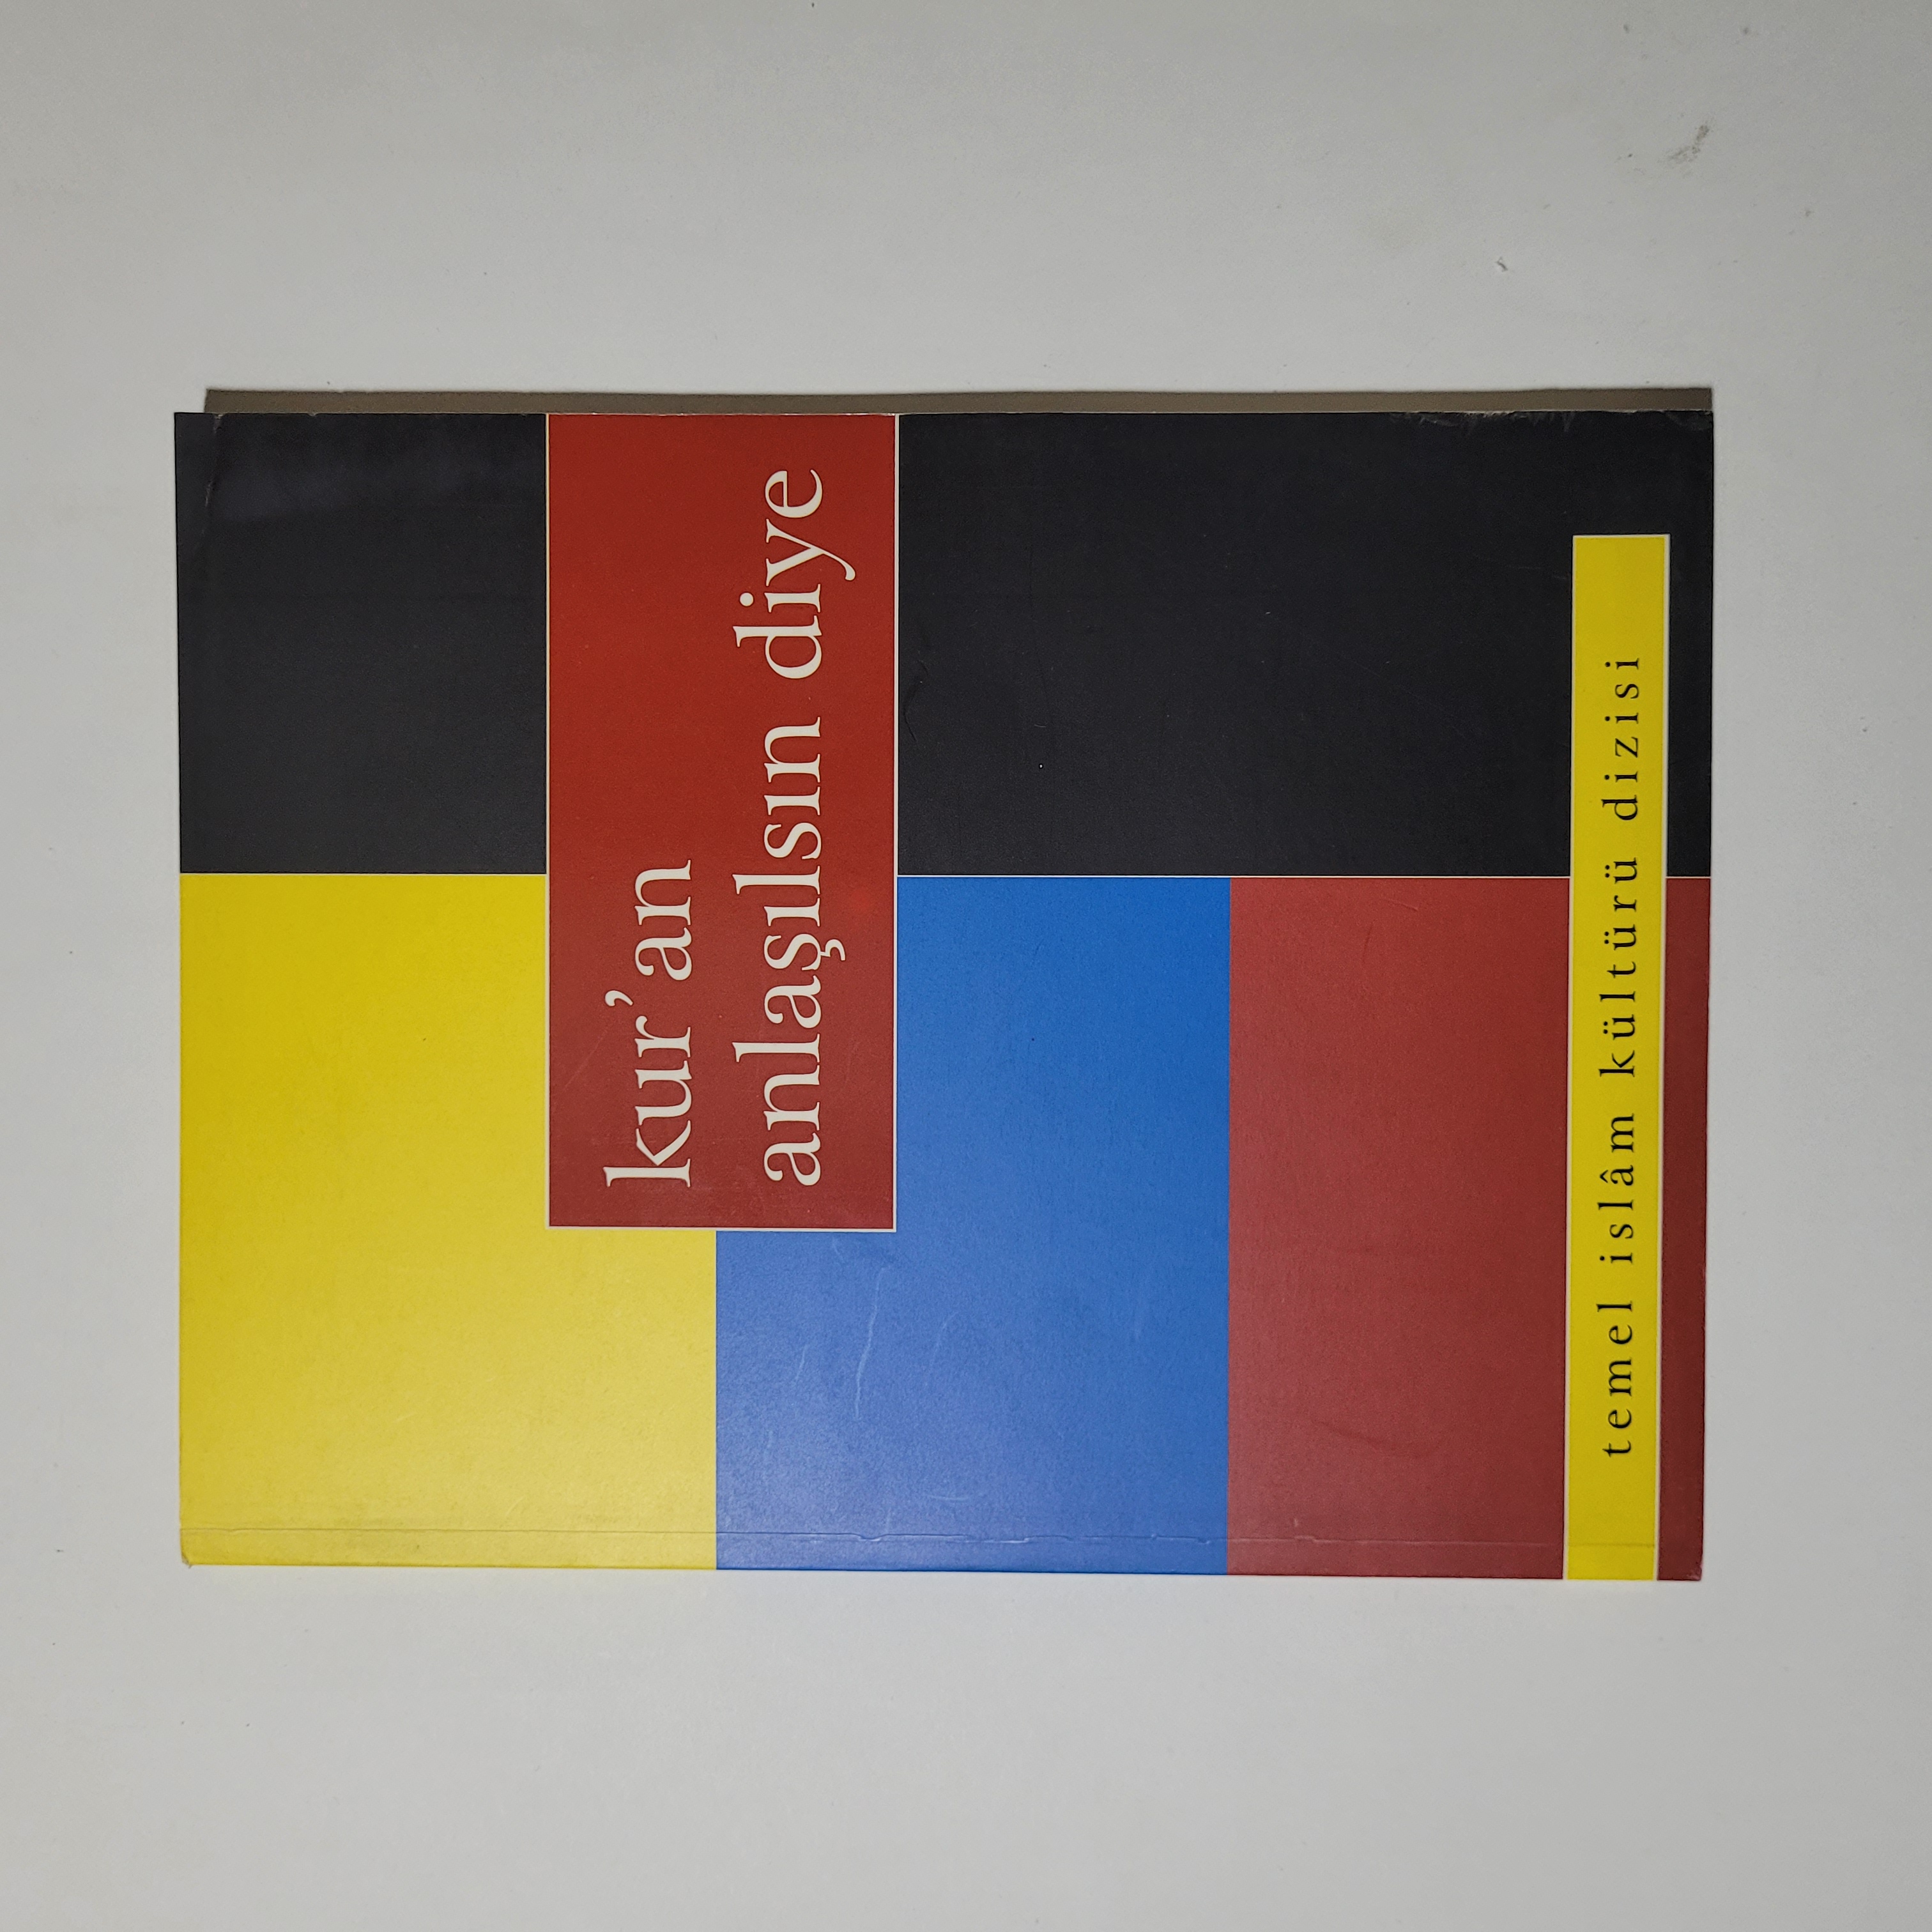 kur’an
anlaşılsın diye
temel islâm kültürü dizisi